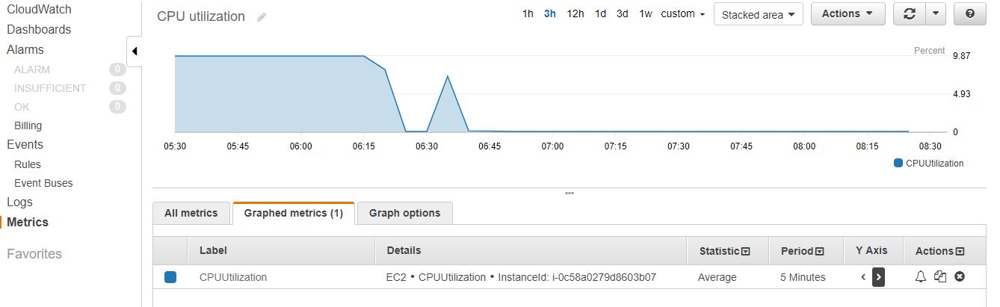 CloudWatch
Dashboards
Alarms
ALARM 0
INSUFFICIENT 0
OK 0
Billing
Events
Rules
Event Buses
Logs
Metrics
Favorites
CPU utilization
1h 3h 12h 1d 3d 1w custom Stacked area Actions ?
Percent
9.87
4.93
0
05:30 05:45 06:00 06:15 06:30 06:45 07:00 07:15 07:30 07:45 08:00 08:15 08:30
CPUUtilization
All metrics Graphed metrics (1) Graph options
Label Details Statistic Period Y Axis Actions
CPUUtilization EC2 • CPUUtilization • InstanceId: i-0c58a0279d8603b07 Average 5 Minutes < >